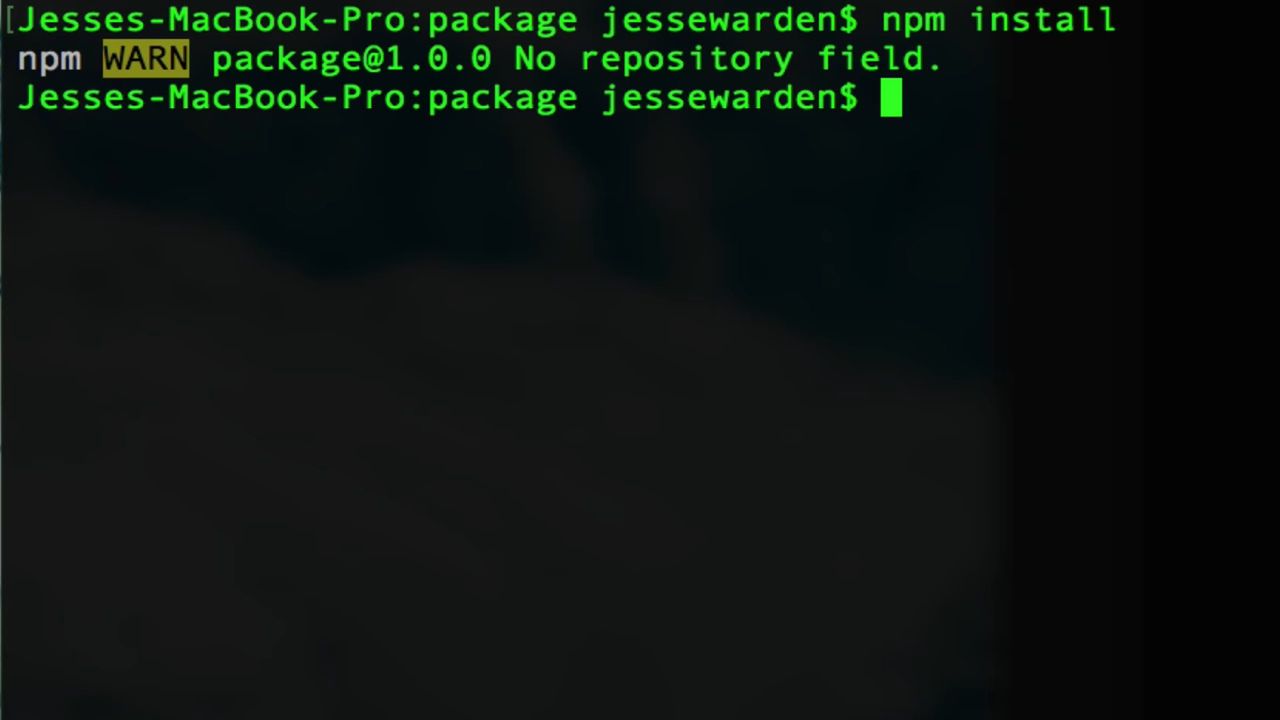 [Jesses-MacBook-Pro:package jessewarden$ npm install
npm WARN package@1.0.0 No repository field.
Jesses-MacBook-Pro:package jessewarden$